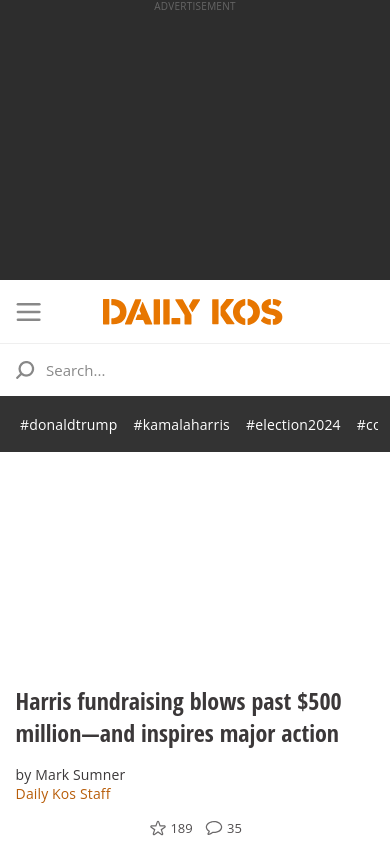 ADVERTISEMENT
DAILY KOS
Search...
#donaldtrump #kamalaharris #election2024
Harris fundraising blows past $500
million—and inspires major action
by Mark Sumner
Daily Kos Staff
189 35